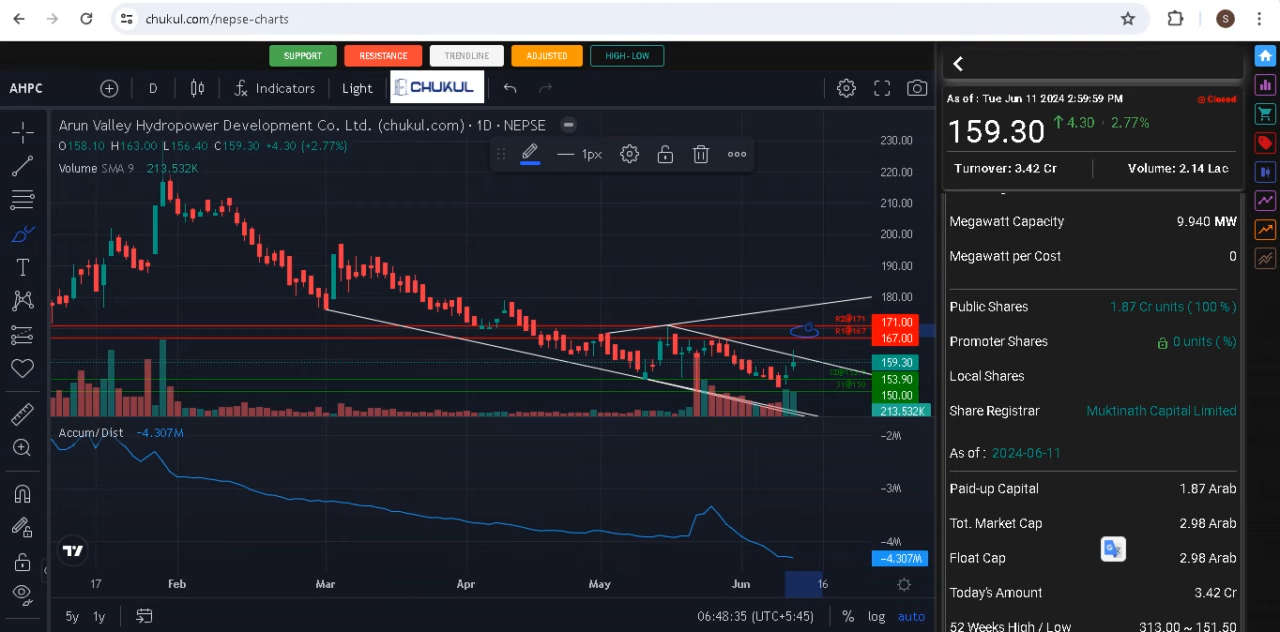 chukul.com/nepse-charts
S
SUPPORT
RESISTANCE
TRENDLINE
ADJUSTED
HIGH-LOW
AHPC
D
Indicators
Light
CHUKUL
Arun Valley Hydropower Development Co. Ltd. (chukul.com) · 1D · NEPSE
O158.10 H163.00 L156.40 C159.30 +4.30 (+2.77%)
Volume SMA 9 213.532K
1px
230.00
220.00
210.00
200.00
190.00
180.00
R2@171
171.00
R1@167
167.00
159.30
153.90
S1@150
150.00
213.532K
Accum/Dist -4.307M
-2M
-3M
-4M
-4.307M
17
Feb
Mar
Apr
May
Jun
16
5y 1y
06:48:35 (UTC+5:45)
% log auto
As of : Tue Jun 11 2024 2:59:59 PM
Closed
159.30 ↑ 4.30 · 2.77%
Turnover: 3.42 Cr
Volume: 2.14 Lac
Megawatt Capacity 9.940 MW
Megawatt per Cost 0
Public Shares 1.87 Cr units ( 100 % )
Promoter Shares 0 units ( %)
Local Shares
Share Registrar Muktinath Capital Limited
As of : 2024-06-11
Paid-up Capital 1.87 Arab
Tot. Market Cap 2.98 Arab
Float Cap 2.98 Arab
Today's Amount 3.42 Cr
52 Weeks High / Low 313.00 ~ 151.50